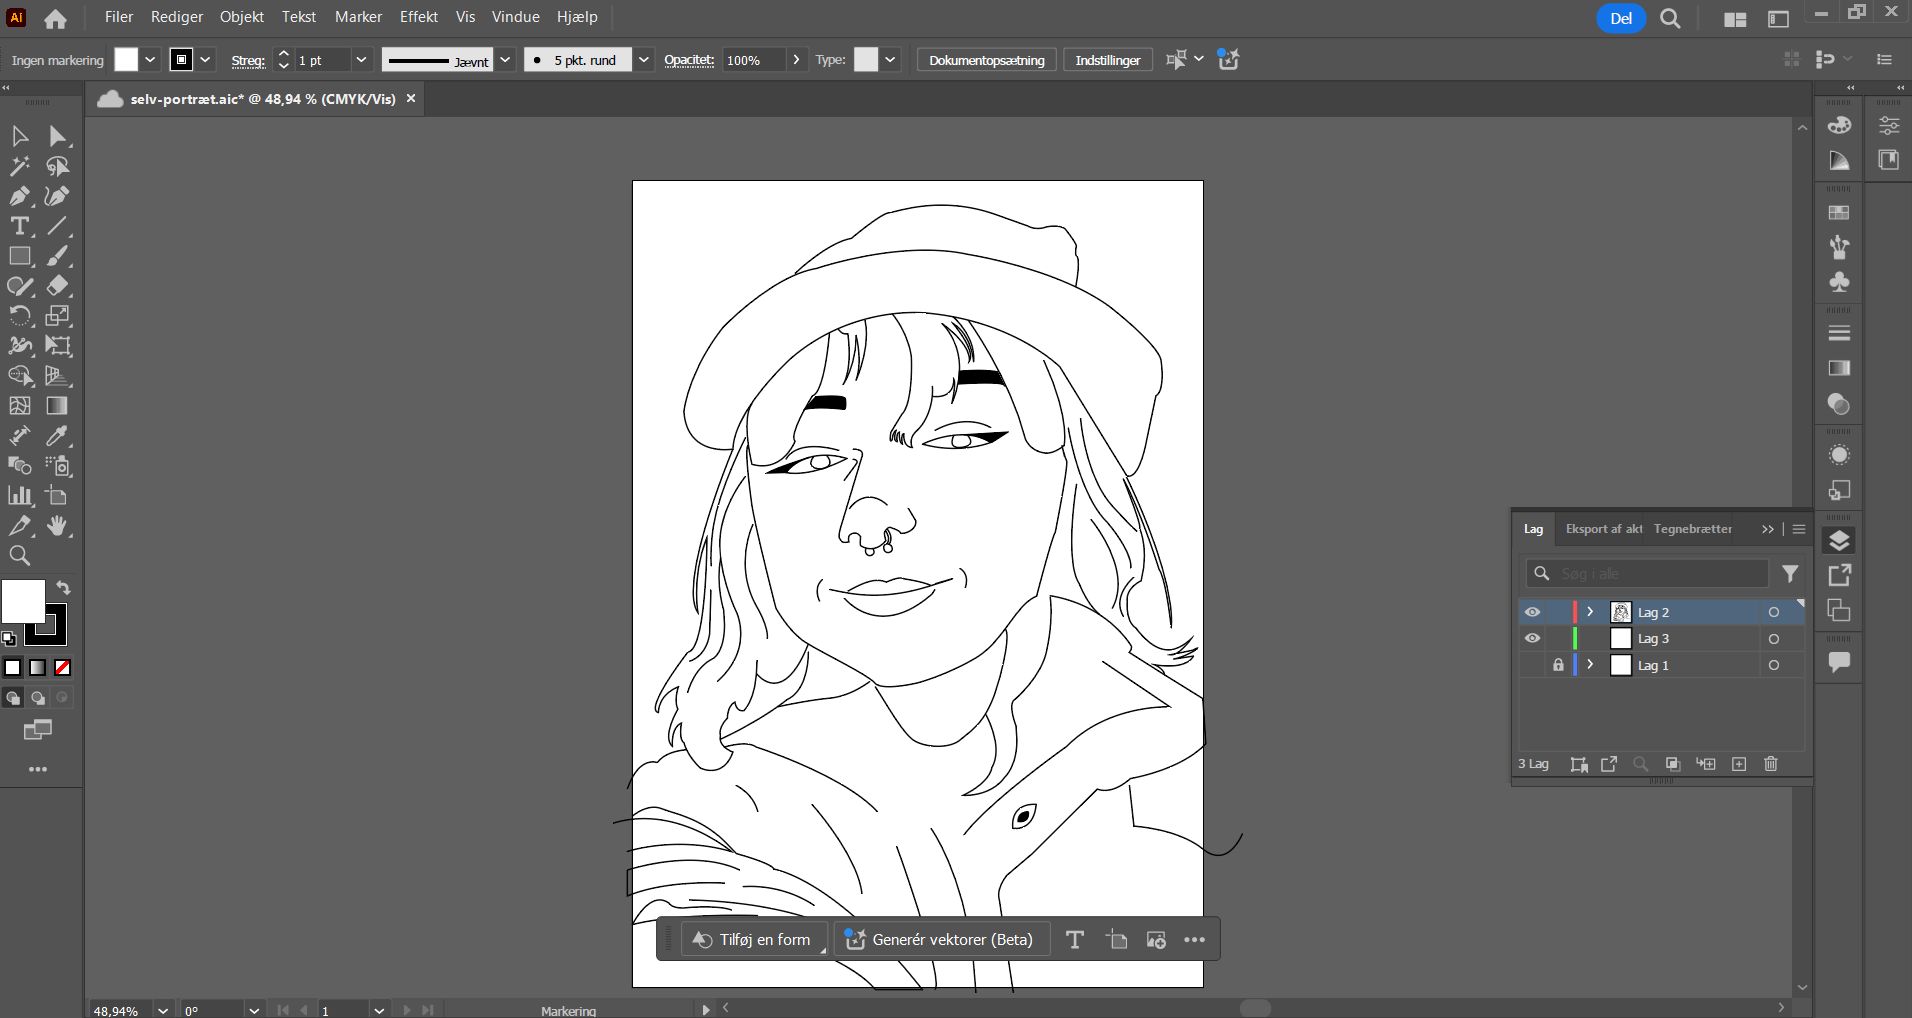 Ai Filer Rediger Objekt Tekst Marker Effekt Vis Vindue Hjælp Del
Ingen markering Streg: 1 pt Jævnt 5 pkt. rund Opacitet: 100% Type: Dokumentopsætning Indstillinger
selv-portræt.aic* @ 48,94 % (CMYK/Vis) ×
Lag Eksport af akt Tegnebrætter
Søg i alle
Lag 2
Lag 3
Lag 1
3 Lag
Tilføj en form Generér vektorer (Beta)
48,94% 0° 1 Markering